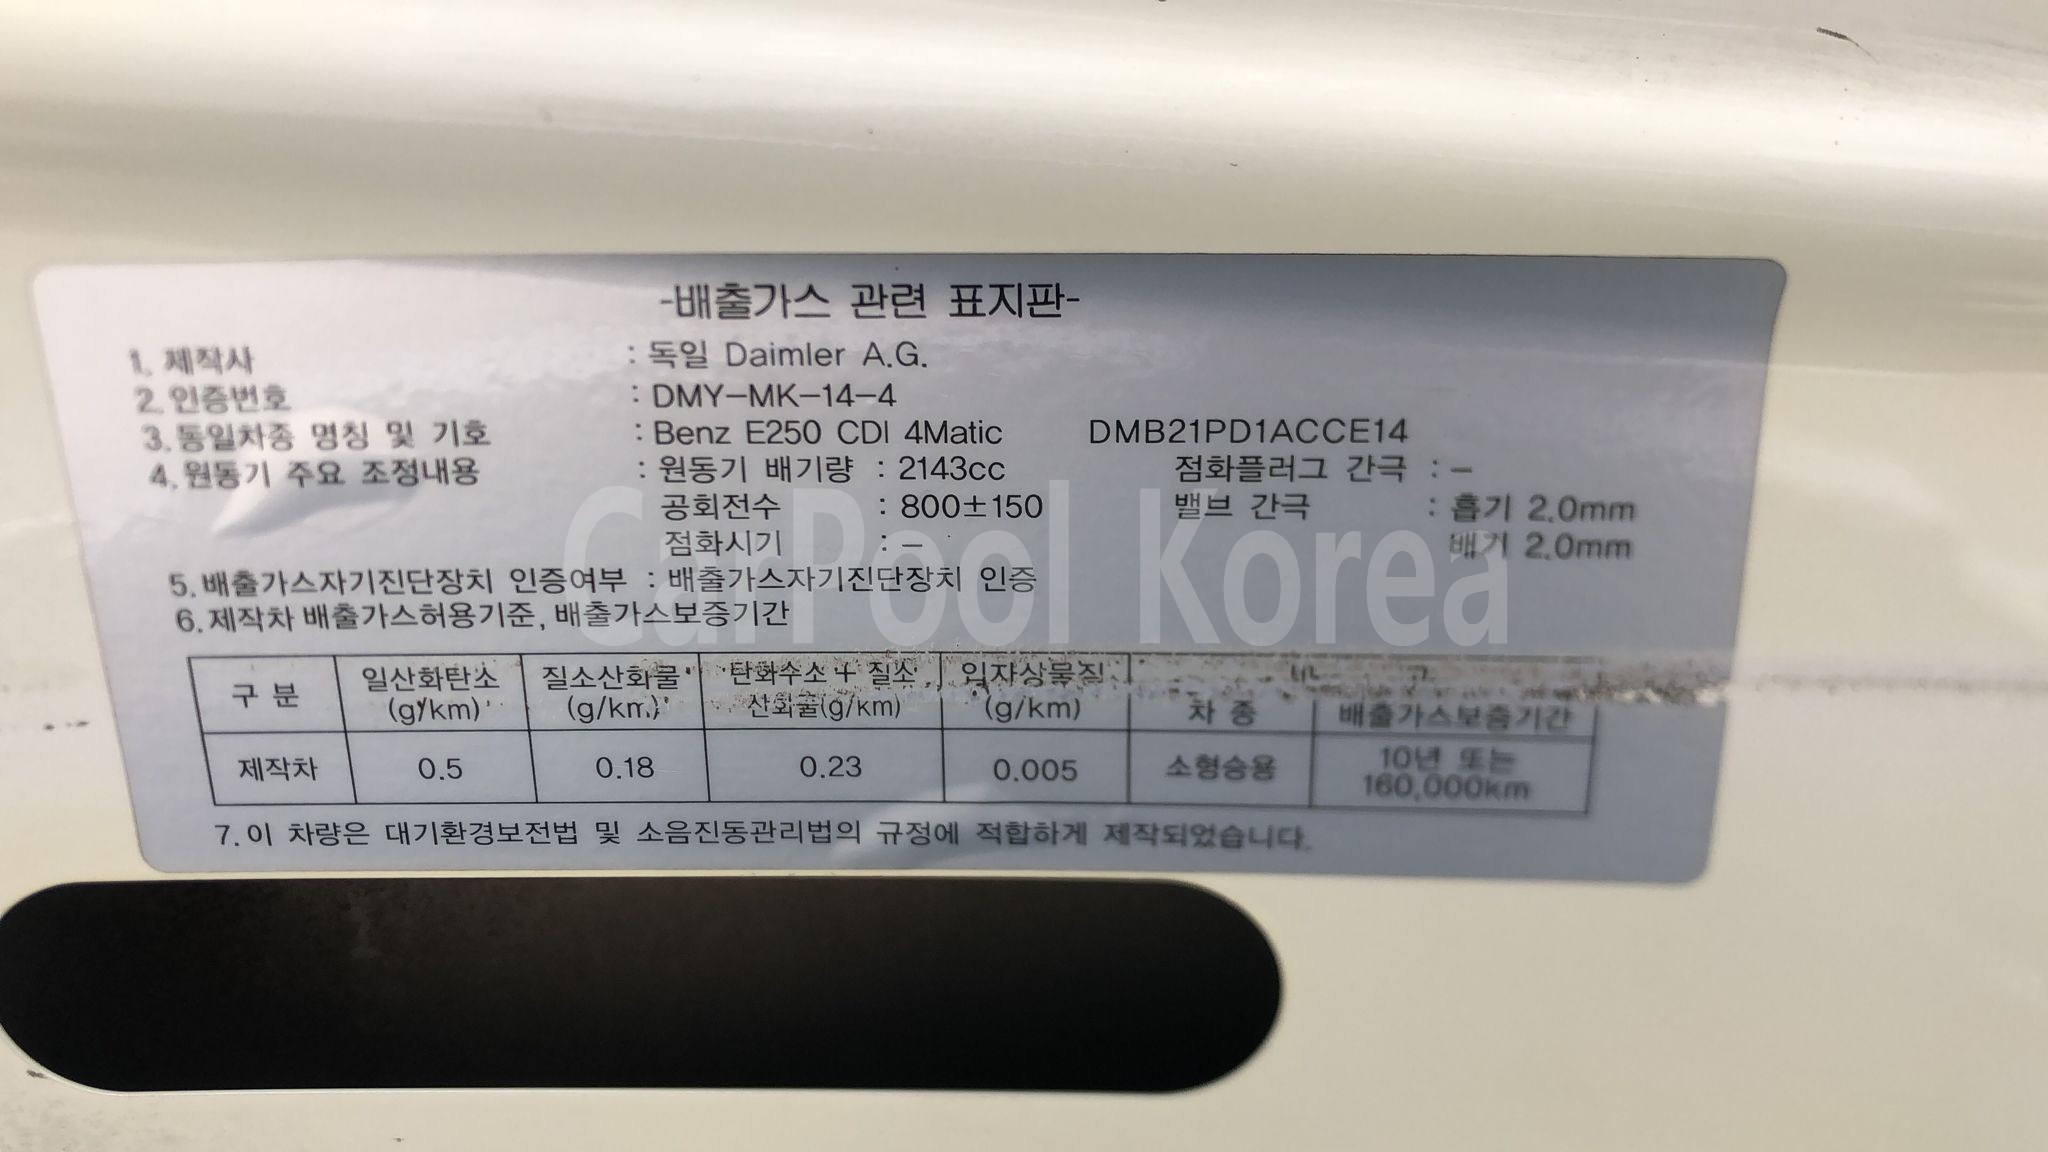 -배출가스 관련 표지판-
1. 제작사 : 독일 Daimler A.G.
2. 인증번호 : DMY-MK-14-4
3. 동일차종 명칭 및 기호 : Benz E250 CDI 4Matic DMB21PD1ACCE14
4. 원동기 주요 조정내용 : 원동기 배기량 : 2143cc 점화플러그 간극 : -
공회전수 : 800±150 밸브 간극 : 흡기 2.0mm
점화시기 : - 배기 2.0mm
5. 배출가스자기진단장치 인증여부 : 배출가스자기진단장치 인증
6. 제작차 배출가스허용기준, 배출가스보증기간
구 분 일산화탄소 (g/km) 질소산화물 (g/km) 탄화수소 + 질소 산화물(g/km) 입자상물질 (g/km) 차 종 배출가스보증기간
제작차 0.5 0.18 0.23 0.005 소형승용 10년 또는 160,000km
7. 이 차량은 대기환경보전법 및 소음진동관리법의 규정에 적합하게 제작되었습니다.
CarPool Korea